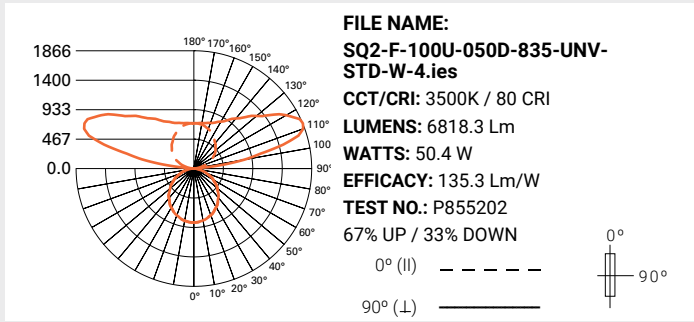 1866
1400
933
467
0.0
180°
170°
160°
150°
140°
130°
120°
110°
100
90°
80°
70°
60°
50°
40°
30°
20°
10°
0°
FILE NAME:
SQ2-F-100U-050D-835-UNV-
STD-W-4.ies
CCT/CRI: 3500K / 80 CRI
LUMENS: 6818.3 Lm
WATTS: 50.4 W
EFFICACY: 135.3 Lm/W
TEST NO.: P855202
67% UP / 33% DOWN
0° (II)
90° (⊥)
0°
90°